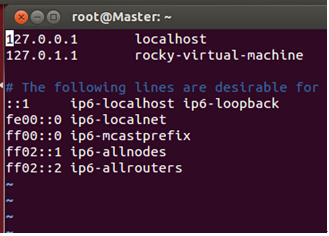 root@Master: ~
127.0.0.1 localhost
127.0.1.1 rocky-virtual-machine
# The following lines are desirable for
::1 ip6-localhost ip6-loopback
fe00::0 ip6-localnet
ff00::0 ip6-mcastprefix
ff02::1 ip6-allnodes
ff02::2 ip6-allrouters
~
~
~
~